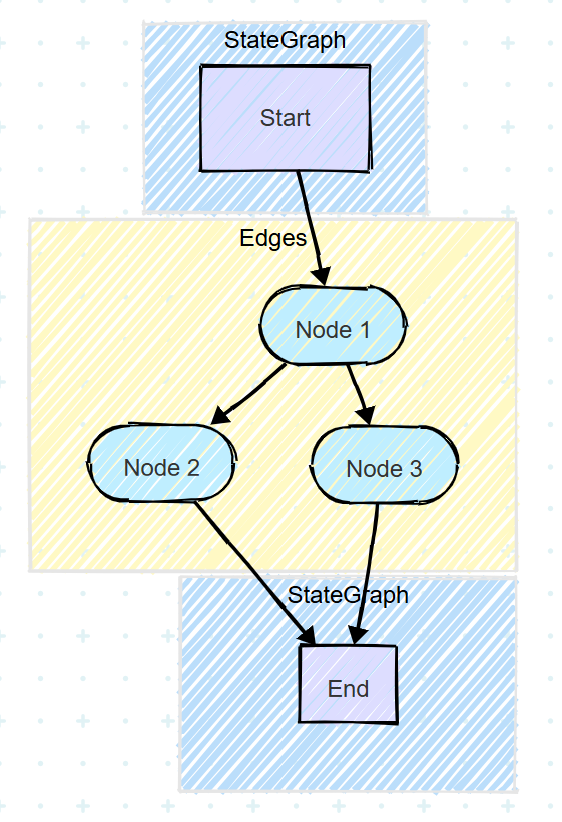 StateGraph
Start
Edges
Node 1
Node 2
Node 3
StateGraph
End